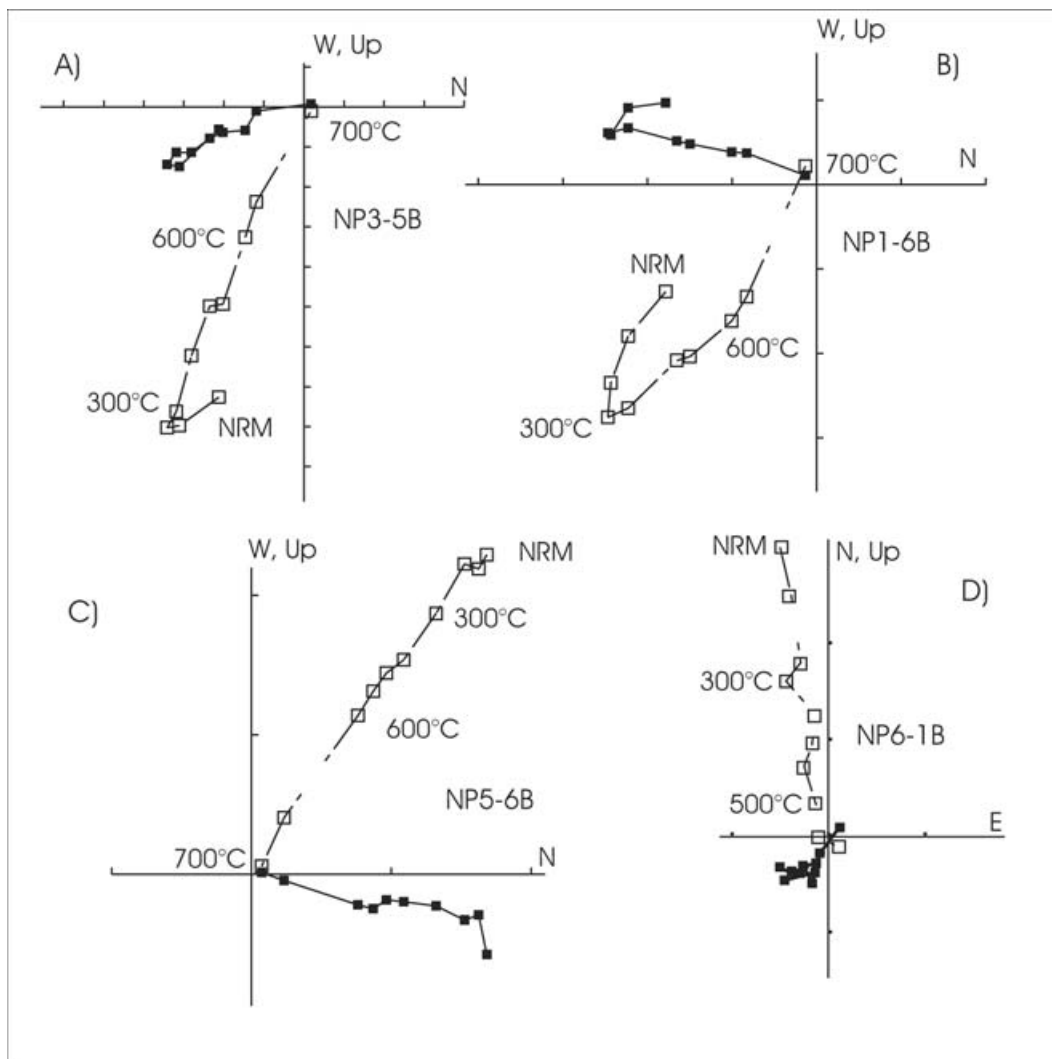 A)
W, Up
N
700°C
600°C
NP3-5B
300°C
NRM
W, Up
B)
700°C
N
NP1-6B
NRM
600°C
300°C
C)
W, Up
NRM
300°C
600°C
NP5-6B
700°C
N
NRM
N, Up
D)
300°C
NP6-1B
500°C
E